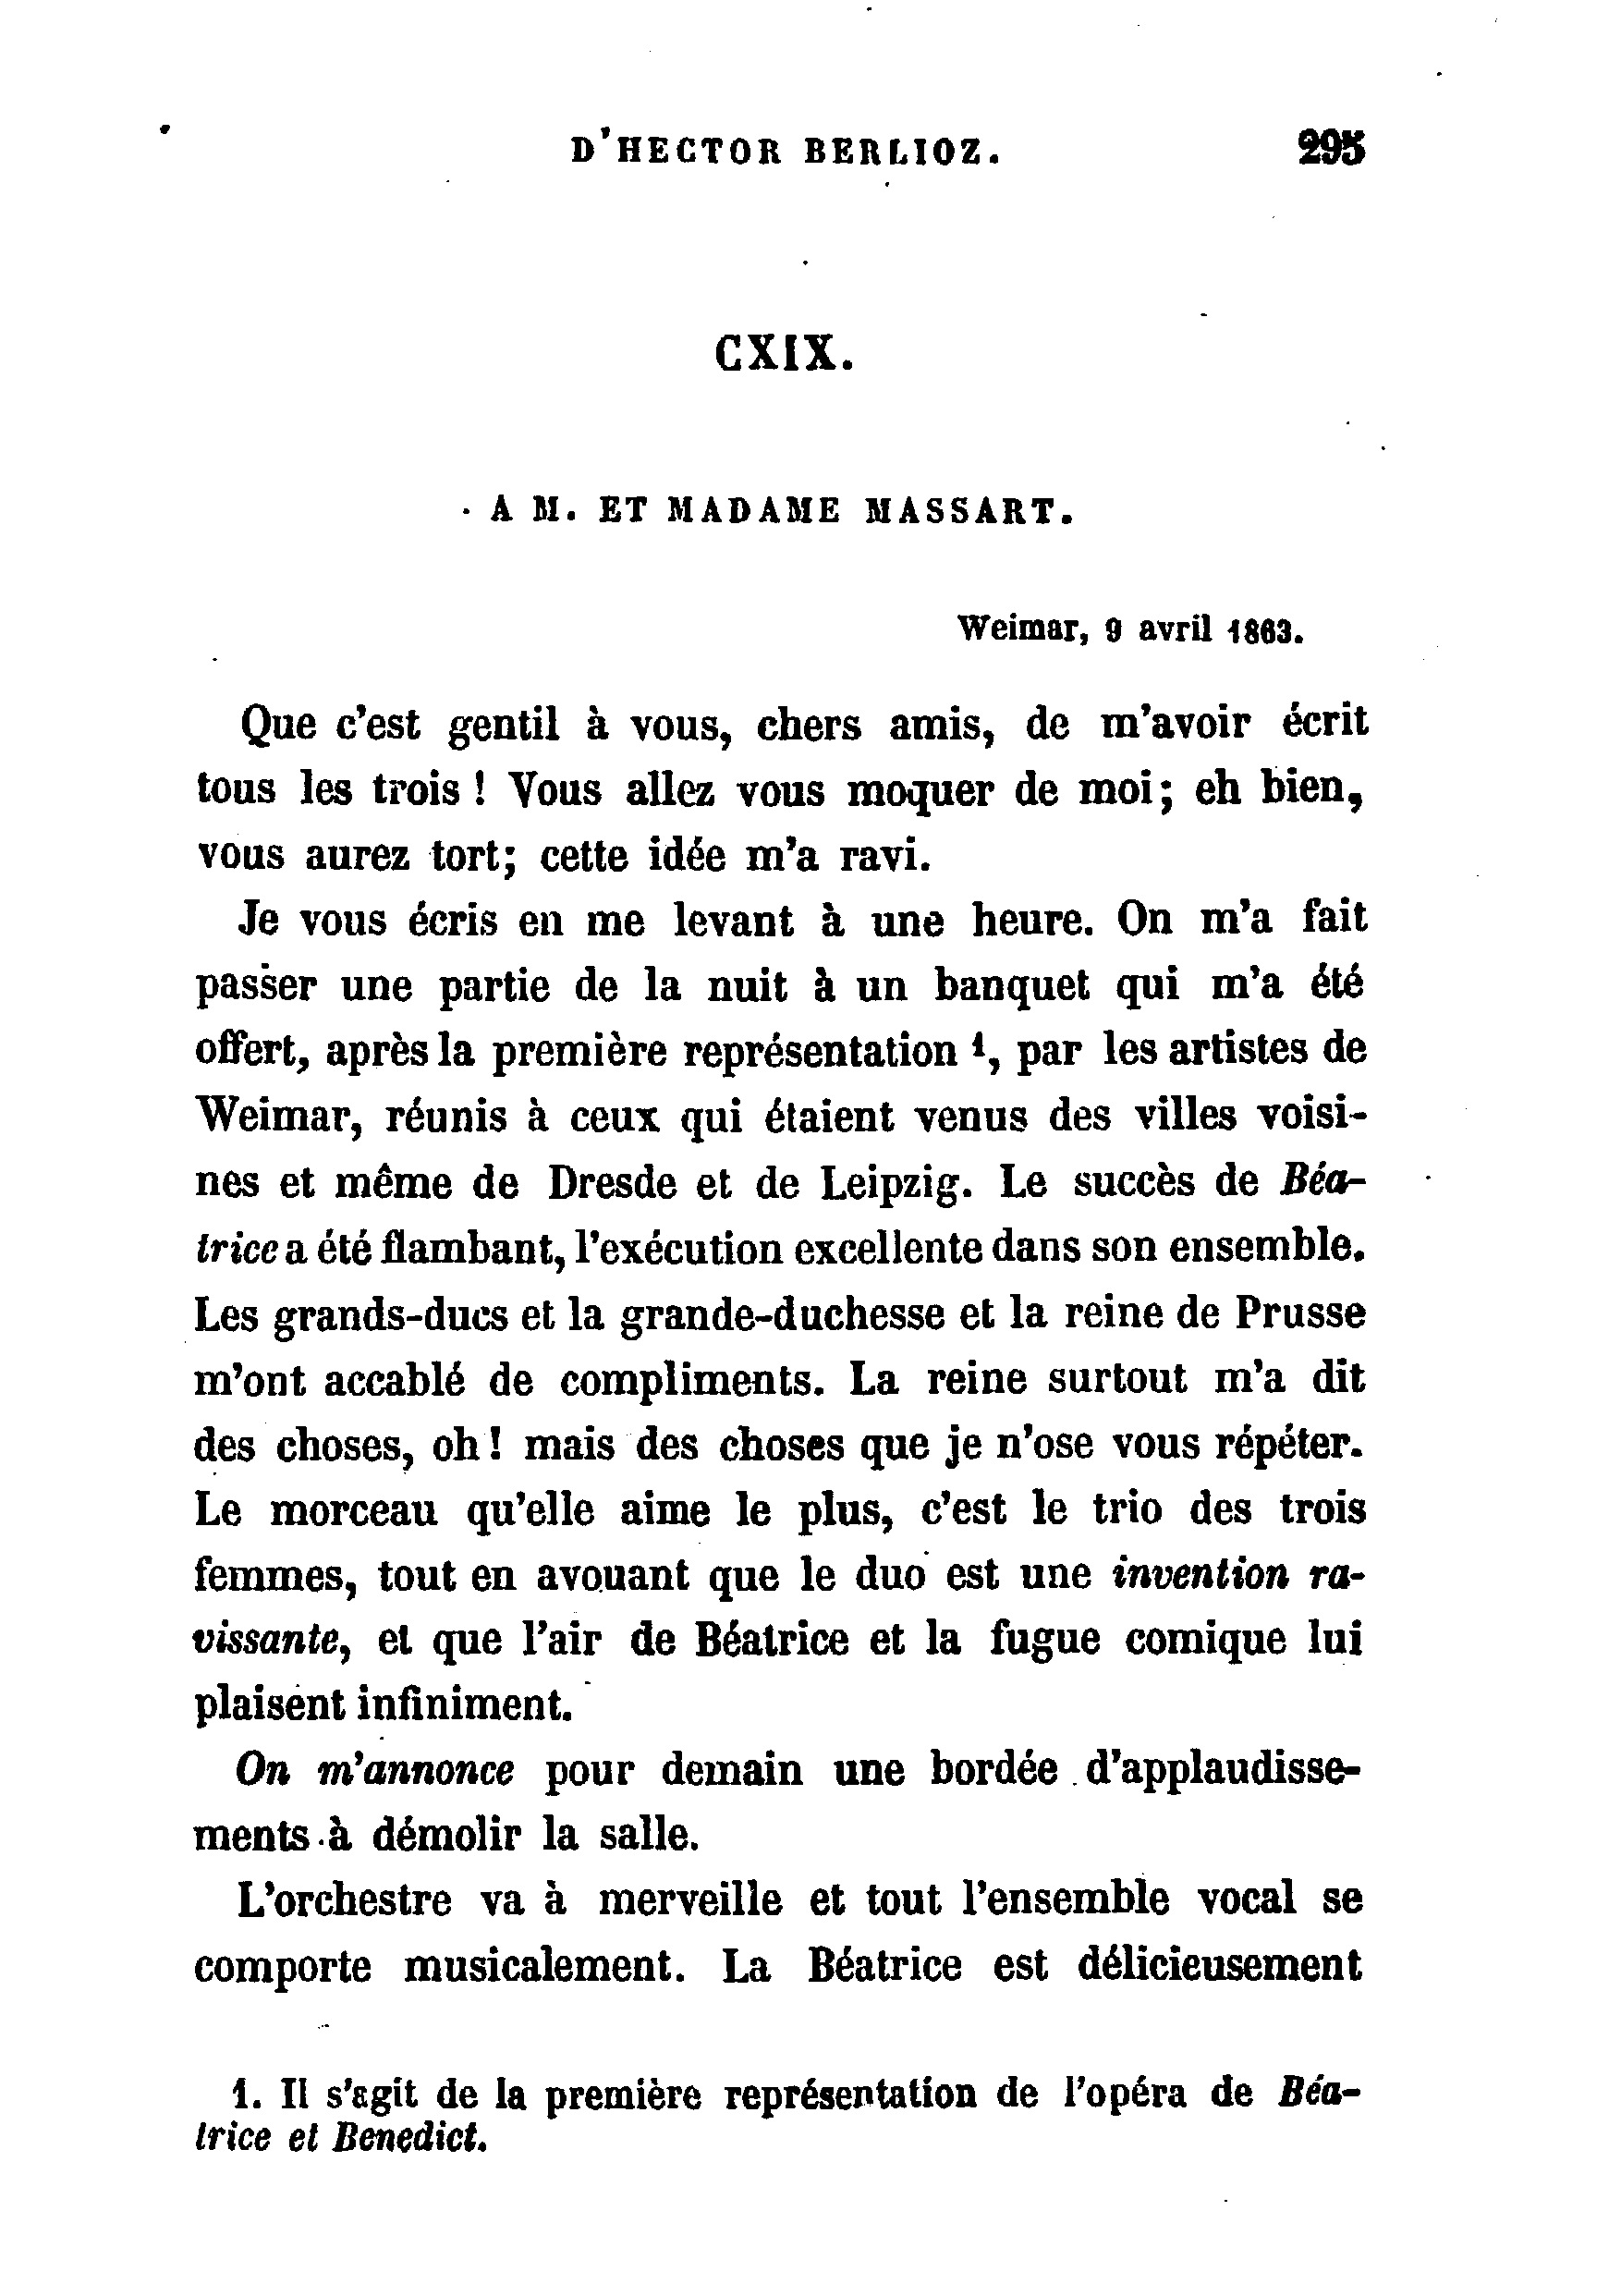 D'HECTOR BERLIOZ. 295
CXIX.
A M. ET MADAME MASSART.
Weimar, 9 avril 1863.
Que c'est gentil à vous, chers amis, de m'avoir écrit
tous les trois ! Vous allez vous moquer de moi; eh bien,
vous aurez tort; cette idée m'a ravi.
Je vous écris en me levant à une heure. On m'a fait
passer une partie de la nuit à un banquet qui m'a été
offert, après la première représentation 1, par les artistes de
Weimar, réunis à ceux qui étaient venus des villes voisi-
nes et même de Dresde et de Leipzig. Le succès de Béa-
trice a été flambant, l'exécution excellente dans son ensemble.
Les grands-ducs et la grande-duchesse et la reine de Prusse
m'ont accablé de compliments. La reine surtout m'a dit
des choses, oh ! mais des choses que je n'ose vous répéter.
Le morceau qu'elle aime le plus, c'est le trio des trois
femmes, tout en avouant que le duo est une invention ra-
vissante, et que l'air de Béatrice et la fugue comique lui
plaisent infiniment.
On m'annonce pour demain une bordée d'applaudisse-
ments à démolir la salle.
L'orchestre va à merveille et tout l'ensemble vocal se
comporte musicalement. La Béatrice est délicieusement
1. Il s'agit de la première représentation de l'opéra de Béa-
trice et Benedict.